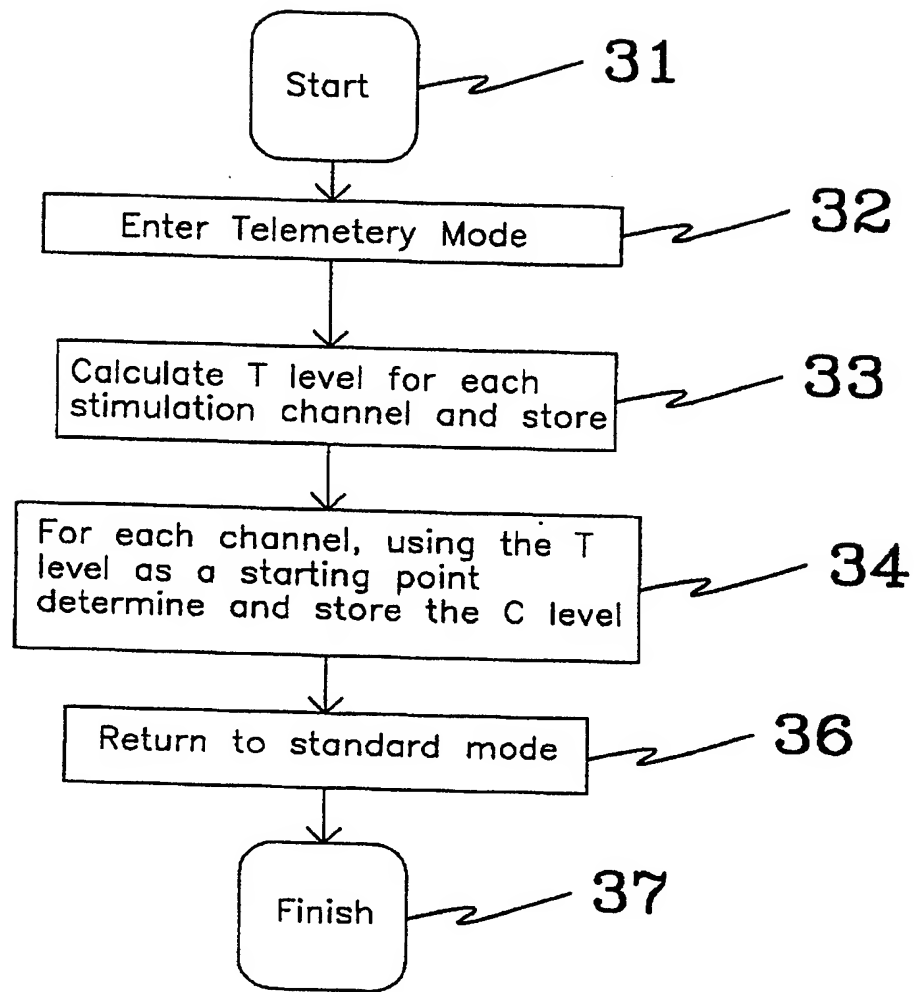 Start
31
Enter Telemetery Mode
32
Calculate T level for each
stimulation channel and store
33
For each channel, using the T
level as a starting point
determine and store the C level
34
Return to standard mode
36
Finish
37